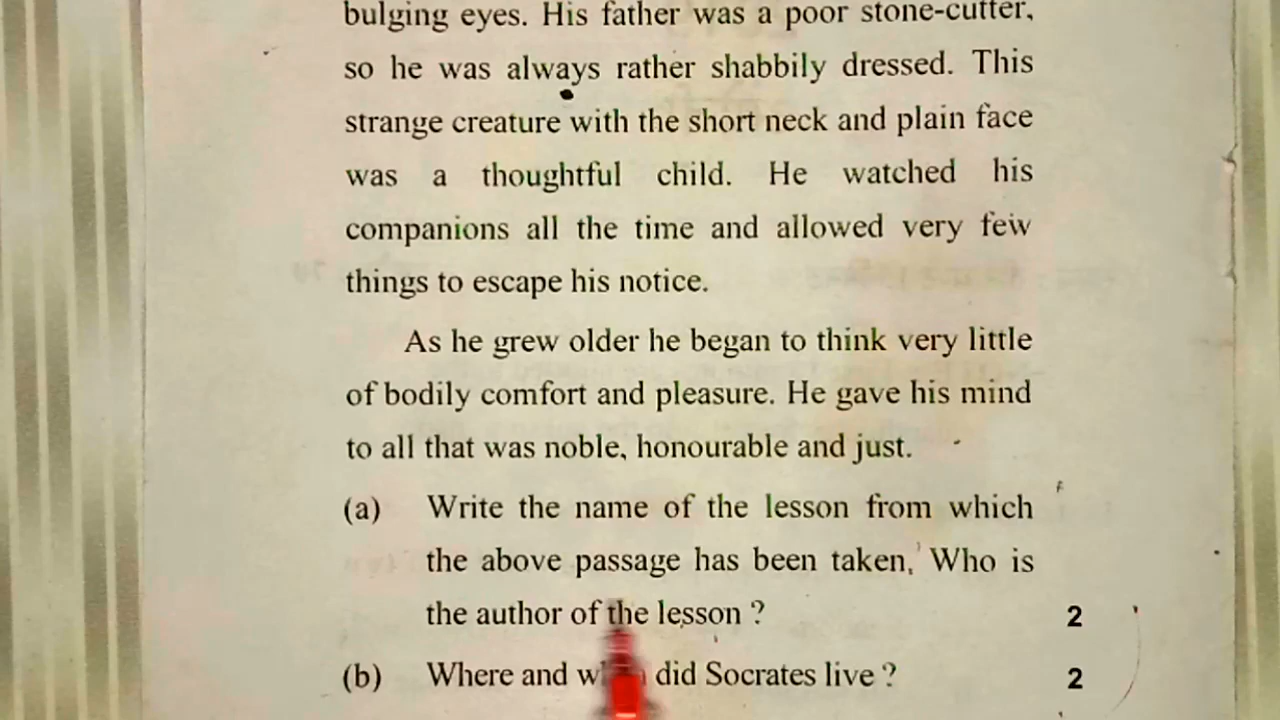 bulging eyes. His father was a poor stone-cutter,
so he was always rather shabbily dressed. This
strange creature with the short neck and plain face
was a thoughtful child. He watched his
companions all the time and allowed very few
things to escape his notice.
As he grew older he began to think very little
of bodily comfort and pleasure. He gave his mind
to all that was noble, honourable and just.
(a) Write the name of the lesson from which
the above passage has been taken. Who is
the author of the lesson ? 2
(b) Where and did Socrates live ? 2